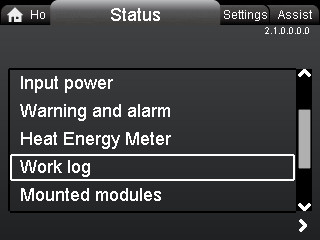 Ho Status Settings Assist
2.1.0.0.0.0
Input power
Warning and alarm
Heat Energy Meter
Work log
Mounted modules